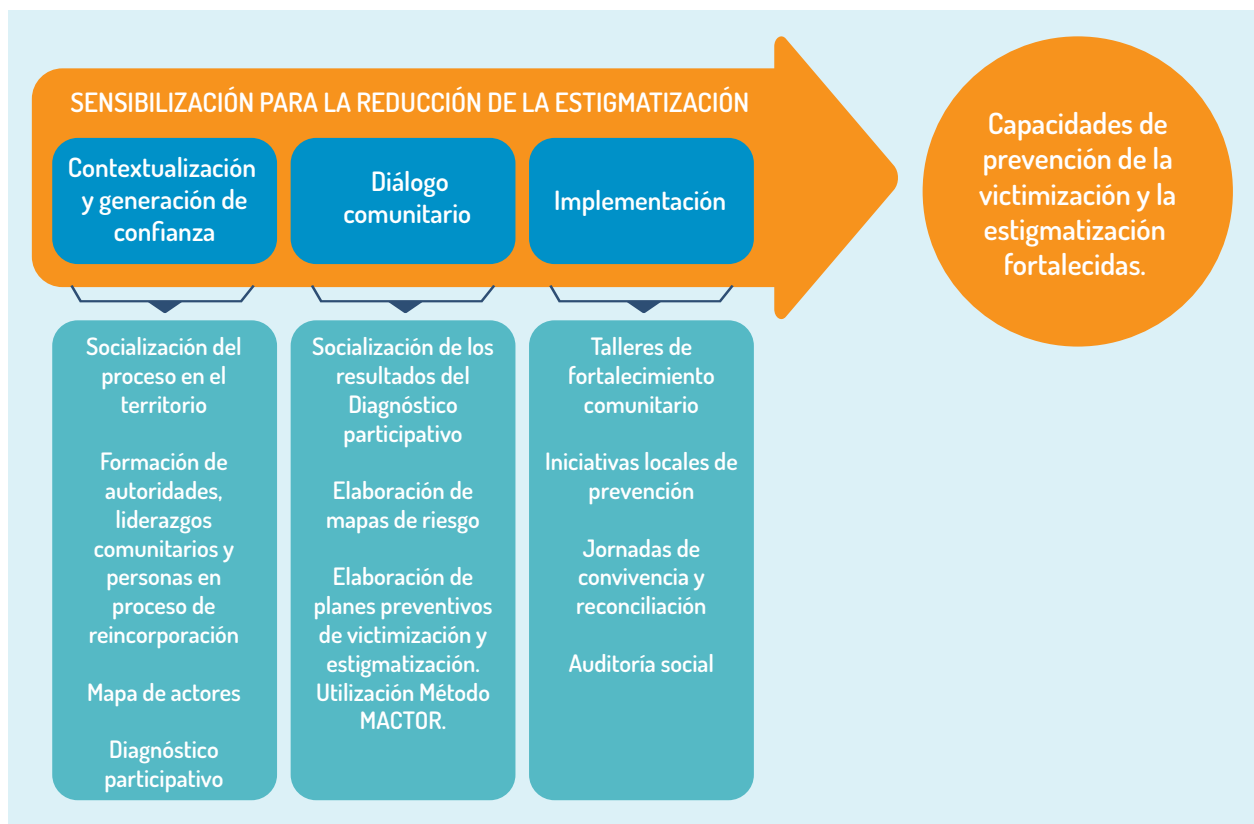 SENSIBILIZACIÓN PARA LA REDUCCIÓN DE LA ESTIGMATIZACIÓN
Contextualización
y generación de
confianza
Diálogo
comunitario
Implementación
Capacidades de
prevención de la
victimización y la
estigmatización
fortalecidas.
Socialización del
proceso en el
territorio
Formación de
autoridades,
liderazgos
comunitarios y
personas en
proceso de
reincorporación
Mapa de actores
Diagnóstico
participativo
Socialización de los
resultados del
Diagnóstico
participativo
Elaboración de
mapas de riesgo
Elaboración de
planes preventivos
de victimización y
estigmatización.
Utilización Método
MACTOR.
Talleres de
fortalecimiento
comunitario
Iniciativas locales de
prevención
Jornadas de
convivencia y
reconciliación
Auditoría social